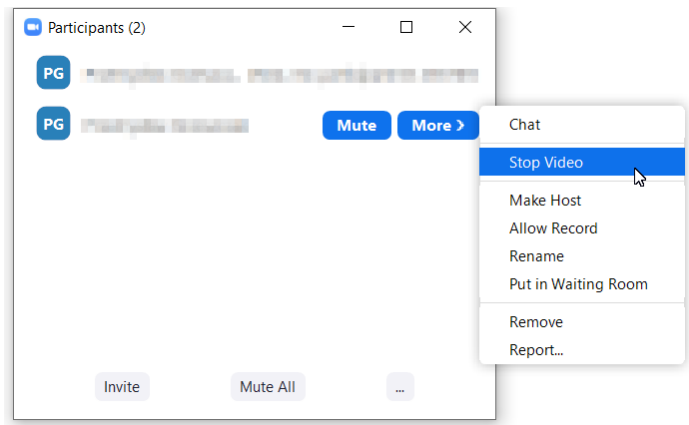 Participants (2)
PG
PG
Mute
More >
Chat
Stop Video
Make Host
Allow Record
Rename
Put in Waiting Room
Remove
Report...
Invite
Mute All
...